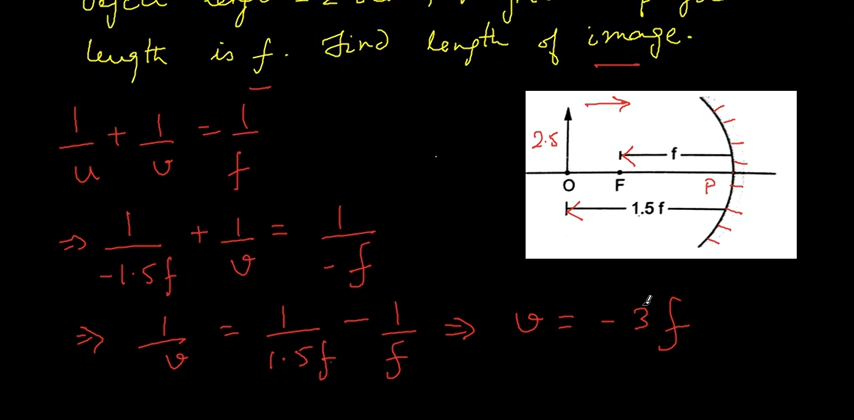 length is f. Find length of image.
1/u + 1/v = 1/f
⇒ 1/-1.5f + 1/v = 1/-f
⇒ 1/v = 1/1.5f - 1/f ⇒ v = - 3f
2.5
f
O F P
1.5 f